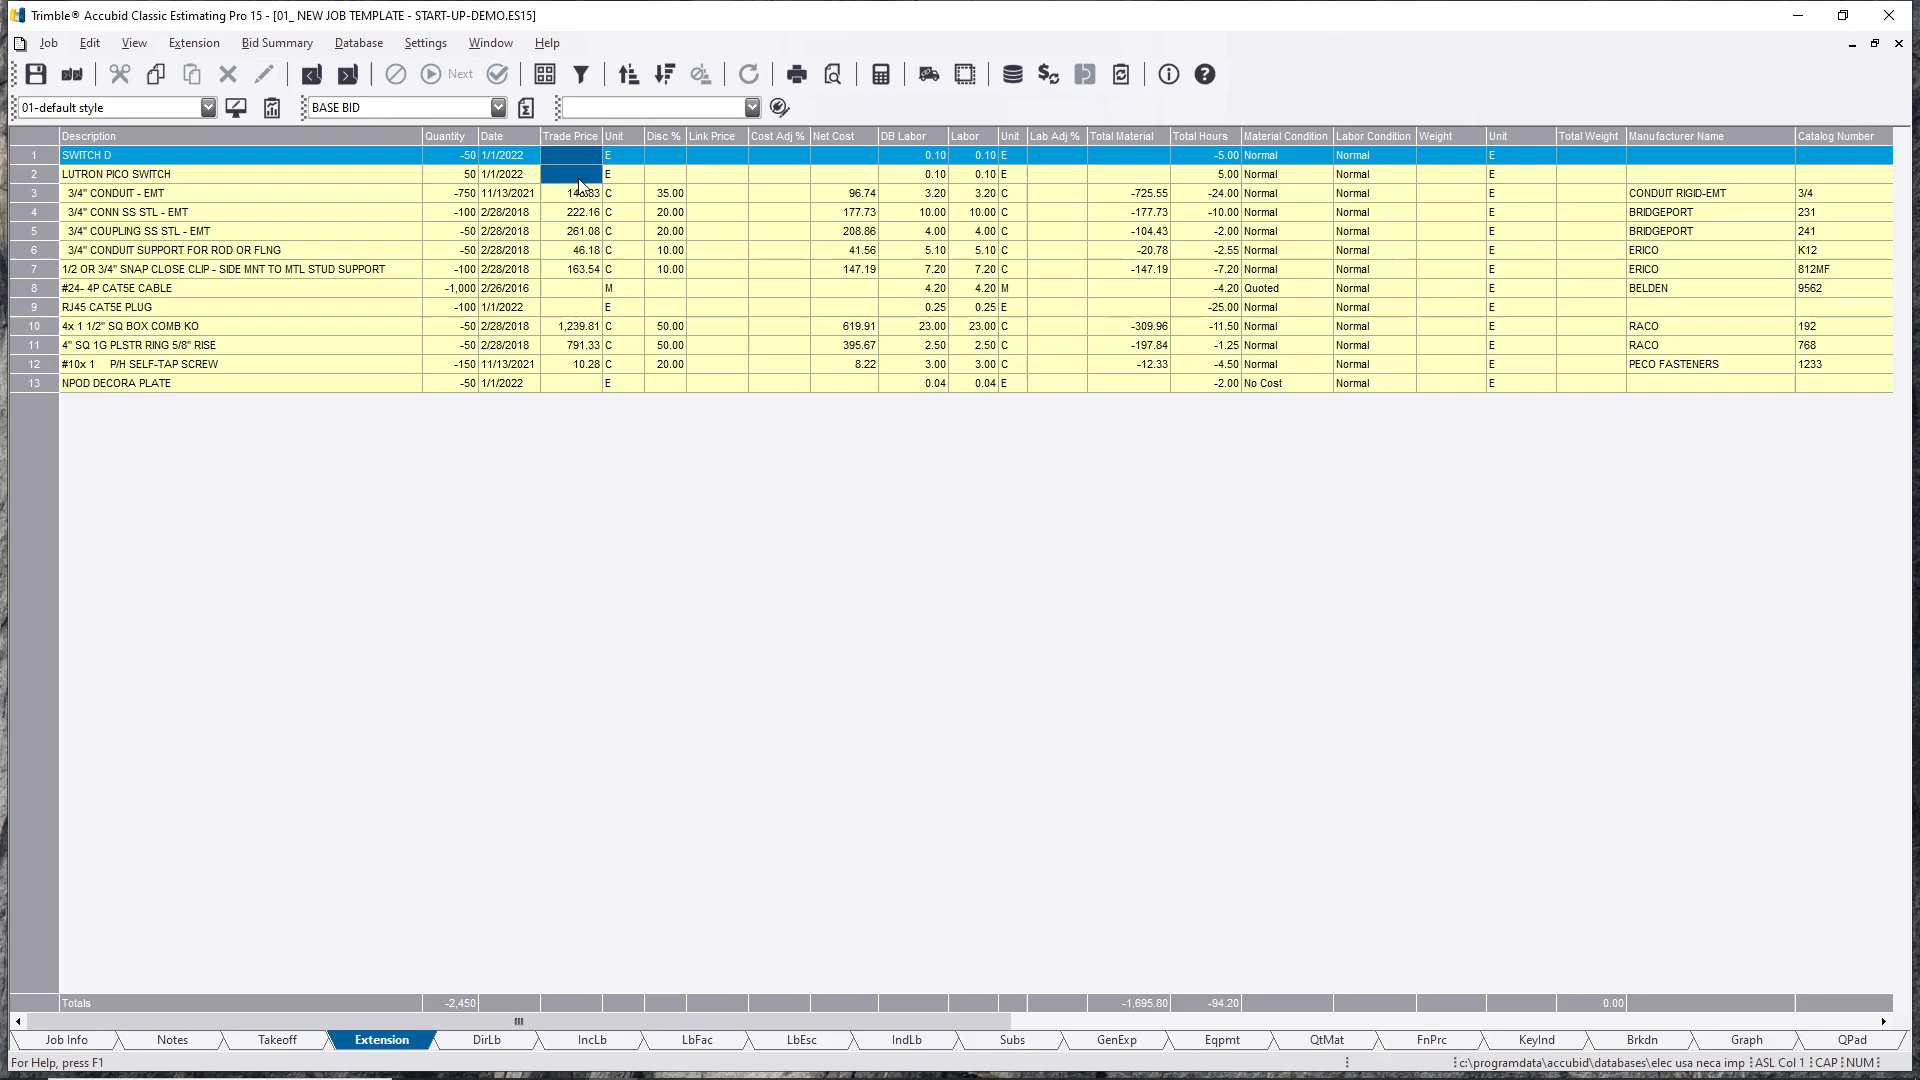 Trimble® Accubid Classic Estimating Pro 15 - [01_ NEW JOB TEMPLATE - START-UP-DEMO.ES15]
Job Edit View Extension Bid Summary Database Settings Window Help
Next
01-default style BASE BID
Description Quantity Date Trade Price Unit Disc % Link Price Cost Adj % Net Cost DB Labor Labor Unit Lab Adj % Total Material Total Hours Material Condition Labor Condition Weight Unit Total Weight Manufacturer Name Catalog Number
1 SWITCH D -50 1/1/2022 E 0.10 0.10 E -5.00 Normal Normal E
2 LUTRON PICO SWITCH 50 1/1/2022 E 0.10 0.10 E 5.00 Normal Normal E
3 3/4" CONDUIT - EMT -750 11/13/2021 C 35.00 96.74 3.20 3.20 C -725.55 -24.00 Normal Normal E CONDUIT RIGID-EMT 3/4
4 3/4" CONN SS STL - EMT -100 2/28/2018 222.16 C 20.00 177.73 10.00 10.00 C -177.73 -10.00 Normal Normal E BRIDGEPORT 231
5 3/4" COUPLING SS STL - EMT -50 2/28/2018 261.08 C 20.00 208.86 4.00 4.00 C -104.43 -2.00 Normal Normal E BRIDGEPORT 241
6 3/4" CONDUIT SUPPORT FOR ROD OR FLNG -50 2/28/2018 46.18 C 10.00 41.56 5.10 5.10 C -20.78 -2.55 Normal Normal E ERICO K12
7 1/2 OR 3/4" SNAP CLOSE CLIP - SIDE MNT TO MTL STUD SUPPORT -100 2/28/2018 163.54 C 10.00 147.19 7.20 7.20 C -147.19 -7.20 Normal Normal E ERICO 812MF
8 #24- 4P CAT5E CABLE -1,000 2/26/2016 M 4.20 4.20 M -4.20 Quoted Normal E BELDEN 9562
9 RJ45 CAT5E PLUG -100 1/1/2022 E 0.25 0.25 E -25.00 Normal Normal E
10 4x 1 1/2" SQ BOX COMB KO -50 2/28/2018 1,239.81 C 50.00 619.91 23.00 23.00 C -309.96 -11.50 Normal Normal E RACO 192
11 4" SQ 1G PLSTR RING 5/8" RISE -50 2/28/2018 791.33 C 50.00 395.67 2.50 2.50 C -197.84 -1.25 Normal Normal E RACO 768
12 #10x 1 P/H SELF-TAP SCREW -150 11/13/2021 10.28 C 20.00 8.22 3.00 3.00 C -12.33 -4.50 Normal Normal E PECO FASTENERS 1233
13 NPOD DECORA PLATE -50 1/1/2022 E 0.04 0.04 E -2.00 No Cost Normal E
Totals -2,450 -1,695.80 -94.20 0.00
Job Info Notes Takeoff Extension DirLb IncLb LbFac LbEsc IndLb Subs GenExp Eqpmt QtMat FnPrc KeyInd Brkdn Graph QPad
For Help, press F1 c:\programdata\accubid\databases\elec usa neca imp ASL Col 1 CAP NUM